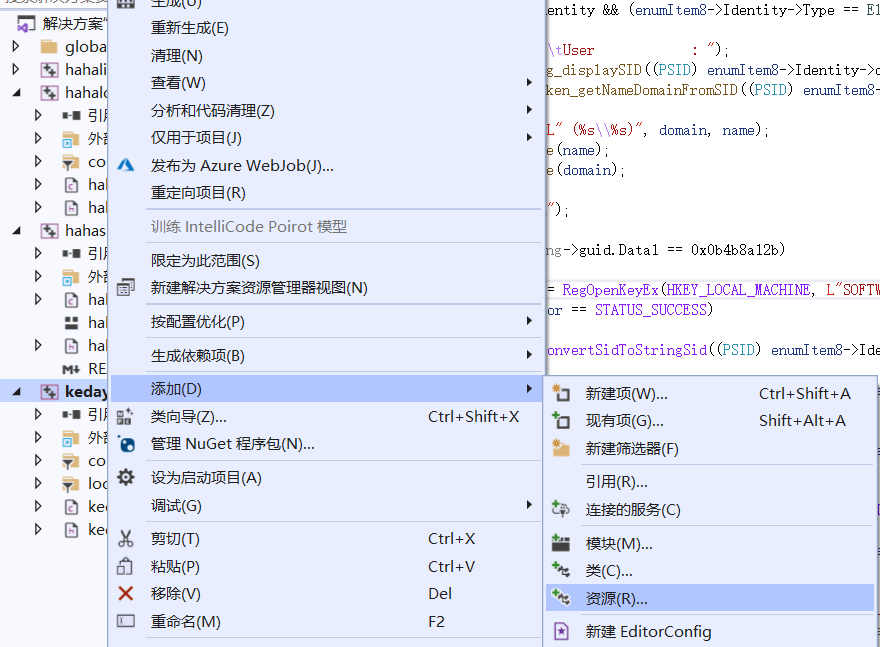 解决方案
globa
hahali
hahalo
引
外部
co
hal
hal
hahas
引
外部
hal
hal
hal
RE
keday
引
外部
co
loc
ked
ked
生成(U)
重新生成(E)
清理(N)
查看(W)
分析和代码清理(Z)
仅用于项目(J)
发布为 Azure WebJob(J)...
重定向项目(R)
训练 IntelliCode Poirot 模型
限定为此范围(S)
新建解决方案资源管理器视图(N)
按配置优化(P)
生成依赖项(B)
添加(D)
类向导(Z)... Ctrl+Shift+X
管理 NuGet 程序包(N)...
设为启动项目(A)
调试(G)
剪切(T) Ctrl+X
粘贴(P) Ctrl+V
移除(V) Del
重命名(M) F2
新建项(W)... Ctrl+Shift+A
现有项(G)... Shift+Alt+A
新建筛选器(F)
引用(R)...
连接的服务(C)
模块(M)...
类(C)...
资源(R)...
新建 EditorConfig
entity && (enumItem8->Identity->Type == El
\tUser : ");
g_displaySID((PSID) enumItem8->Identity->d
ken_getNameDomainFromSID((PSID) enumItem8-
L" (%s\\%s)", domain, name);
e(name);
e(domain);
");
ng->guid.Data1 == 0x0b4b8a12b)
= RegOpenKeyEx(HKEY_LOCAL_MACHINE, L"SOFTW
or == STATUS_SUCCESS)
onvertSidToStringSid((PSID) enumItem8->Ide